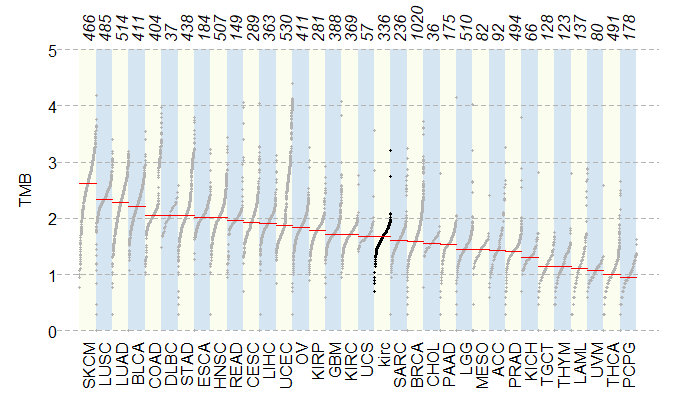 466 485 514 411 404 37 438 184 507 149 289 363 530 411 281 388 369 57 336 236 1020 36 175 510 82 92 494 66 128 123 137 80 491 178
5
4
3
2
1
0
TMB
SKCM LUSC LUAD BLCA COAD DLBC STAD ESCA HNSC READ CESC LIHC UCEC OV KIRP GBM KIRC UCS kirc SARC BRCA CHOL PAAD LGG MESO ACC PRAD KICH TGCT THYM LAML UVM THCA PCPG